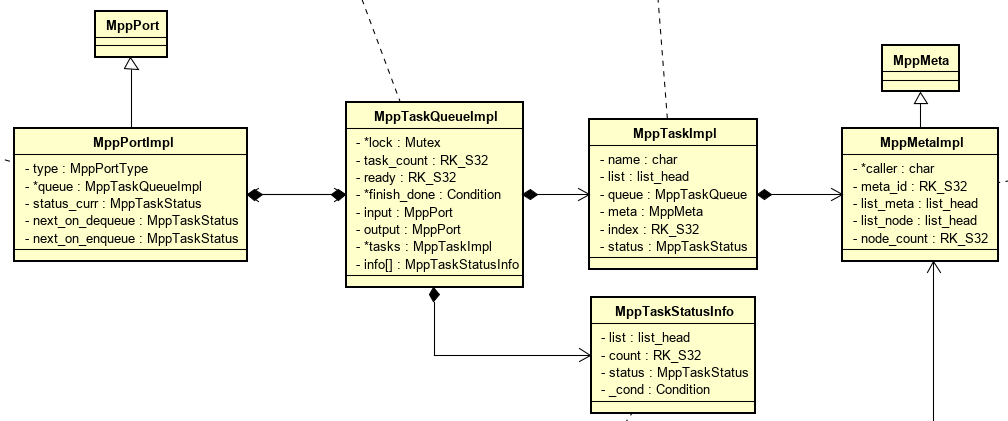 MppPort
MppMeta
MppPortImpl
- type : MppPortType
- *queue : MppTaskQueueImpl
- status_curr : MppTaskStatus
- next_on_dequeue : MppTaskStatus
- next_on_enqueue : MppTaskStatus
MppTaskQueueImpl
- *lock : Mutex
- task_count : RK_S32
- ready : RK_S32
- *finish_done : Condition
- input : MppPort
- output : MppPort
- *tasks : MppTaskImpl
- info[] : MppTaskStatusInfo
MppTaskImpl
- name : char
- list : list_head
- queue : MppTaskQueue
- meta : MppMeta
- index : RK_S32
- status : MppTaskStatus
MppMetaImpl
- *caller : char
- meta_id : RK_S32
- list_meta : list_head
- list_node : list_head
- node_count : RK_S32
MppTaskStatusInfo
- list : list_head
- count : RK_S32
- status : MppTaskStatus
- _cond : Condition